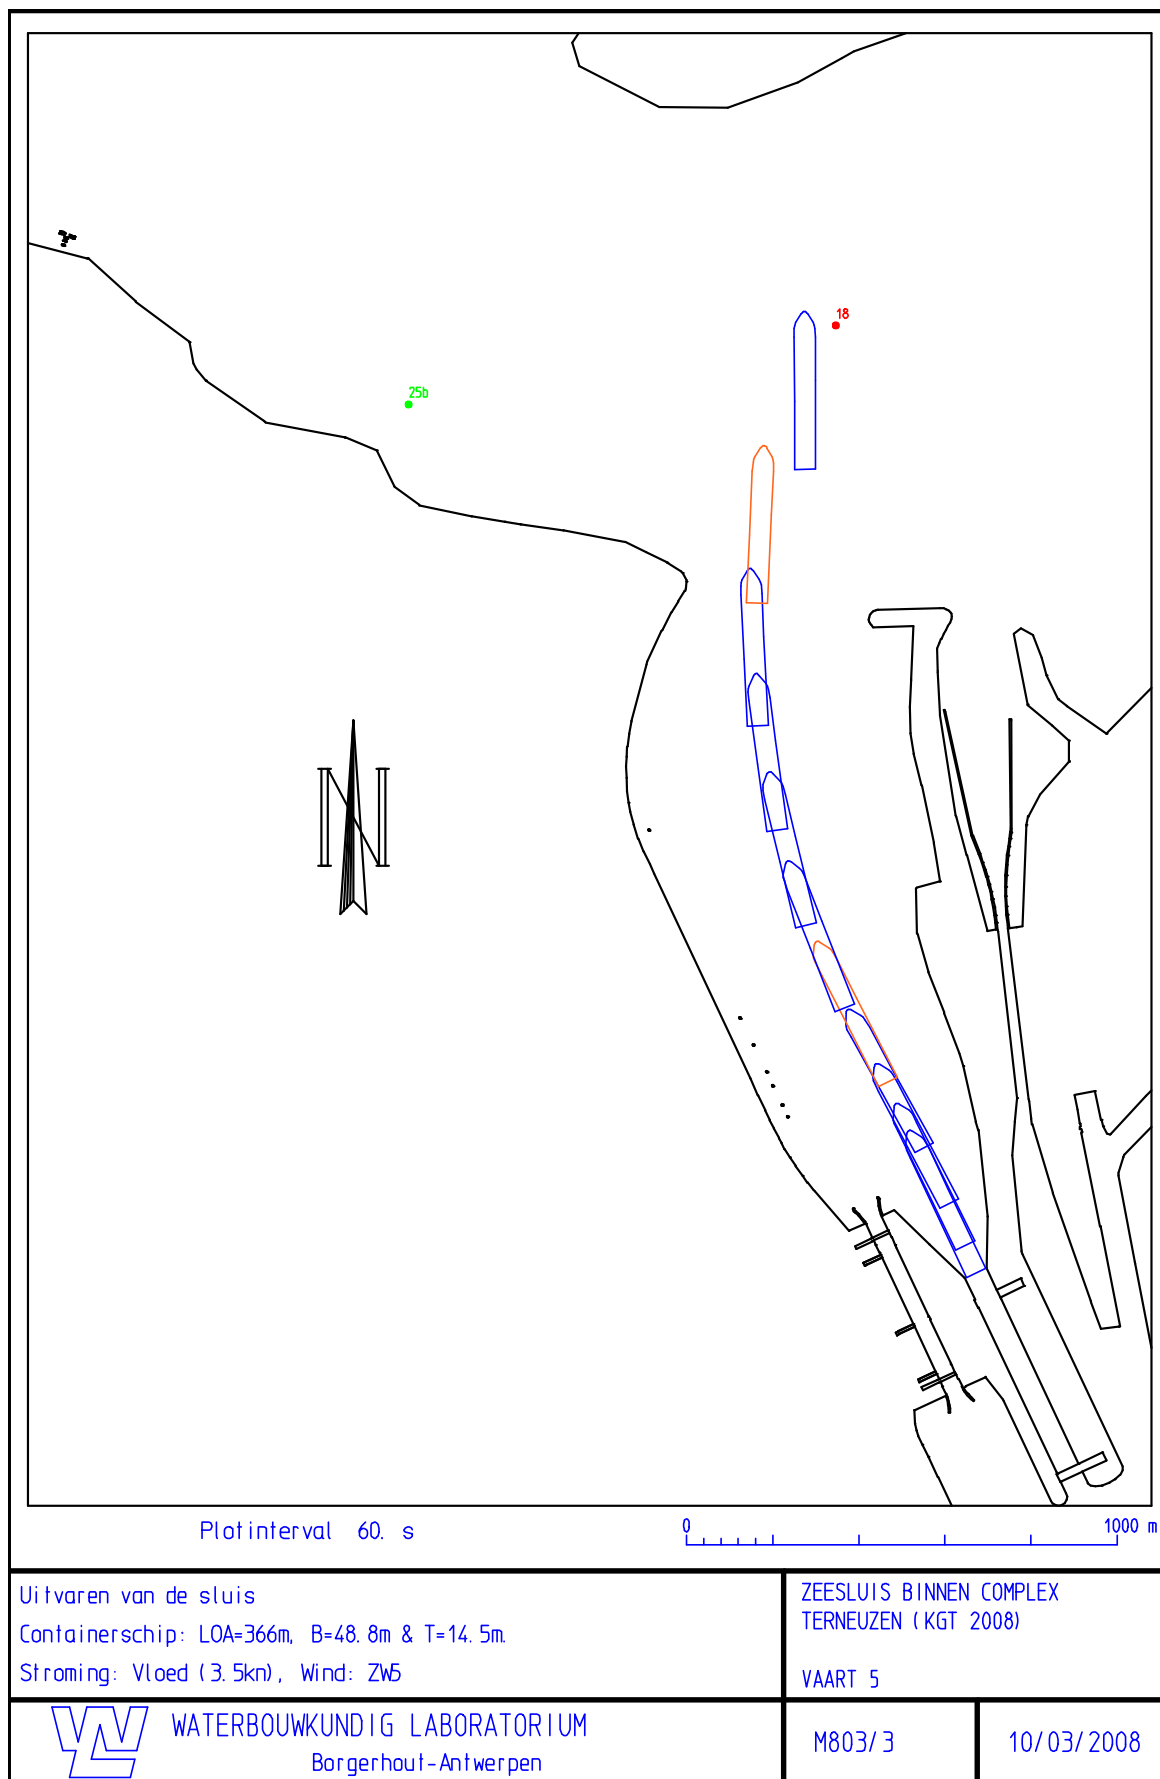 18
25b
N
Plotinterval 60. s
0
1000 m
Uitvaren van de sluis
Containerschip: LOA=366m, B=48.8m & T=14.5m.
Stroming: Vloed (3.5kn), Wind: ZW5
ZEESLUIS BINNEN COMPLEX
TERNEUZEN (KGT 2008)
VAART 5
WL
WATERBOUWKUNDIG LABORATORIUM
Borgerhout-Antwerpen
M803/3
10/03/2008